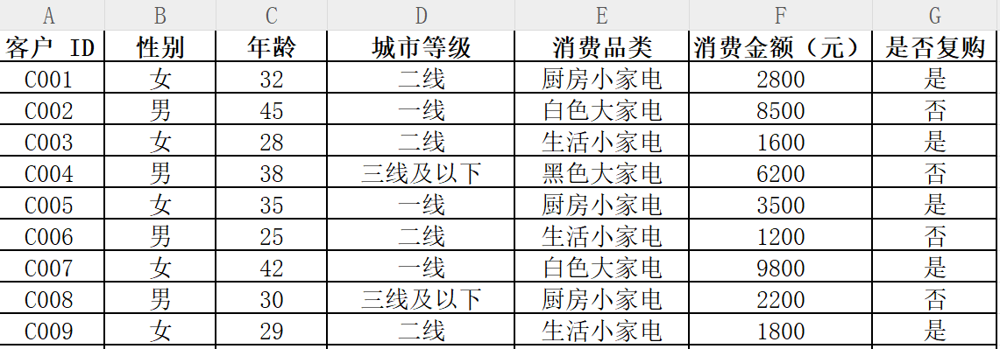 A B C D E F G
客户 ID 性别 年龄 城市等级 消费品类 消费金额（元） 是否复购
C001 女 32 二线 厨房小家电 2800 是
C002 男 45 一线 白色大家电 8500 否
C003 女 28 二线 生活小家电 1600 是
C004 男 38 三线及以下 黑色大家电 6200 否
C005 女 35 一线 厨房小家电 3500 是
C006 男 25 二线 生活小家电 1200 否
C007 女 42 一线 白色大家电 9800 是
C008 男 30 三线及以下 厨房小家电 2200 否
C009 女 29 二线 生活小家电 1800 是